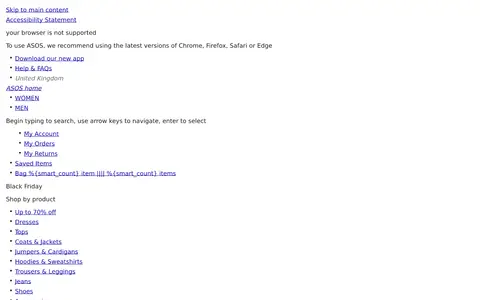 Skip to main content
Accessibility Statement
your browser is not supported
To use ASOS, we recommend using the latest versions of Chrome, Firefox, Safari or Edge
Download our new app
Help & FAQs
United Kingdom
ASOS home
WOMEN
MEN
Begin typing to search, use arrow keys to navigate, enter to select
My Account
My Orders
My Returns
Saved Items
Bag %{smart_count} item |||| %{smart_count} items
Black Friday
Shop by product
Up to 70% off
Dresses
Tops
Coats & Jackets
Jumpers & Cardigans
Hoodies & Sweatshirts
Trousers & Leggings
Jeans
Shoes